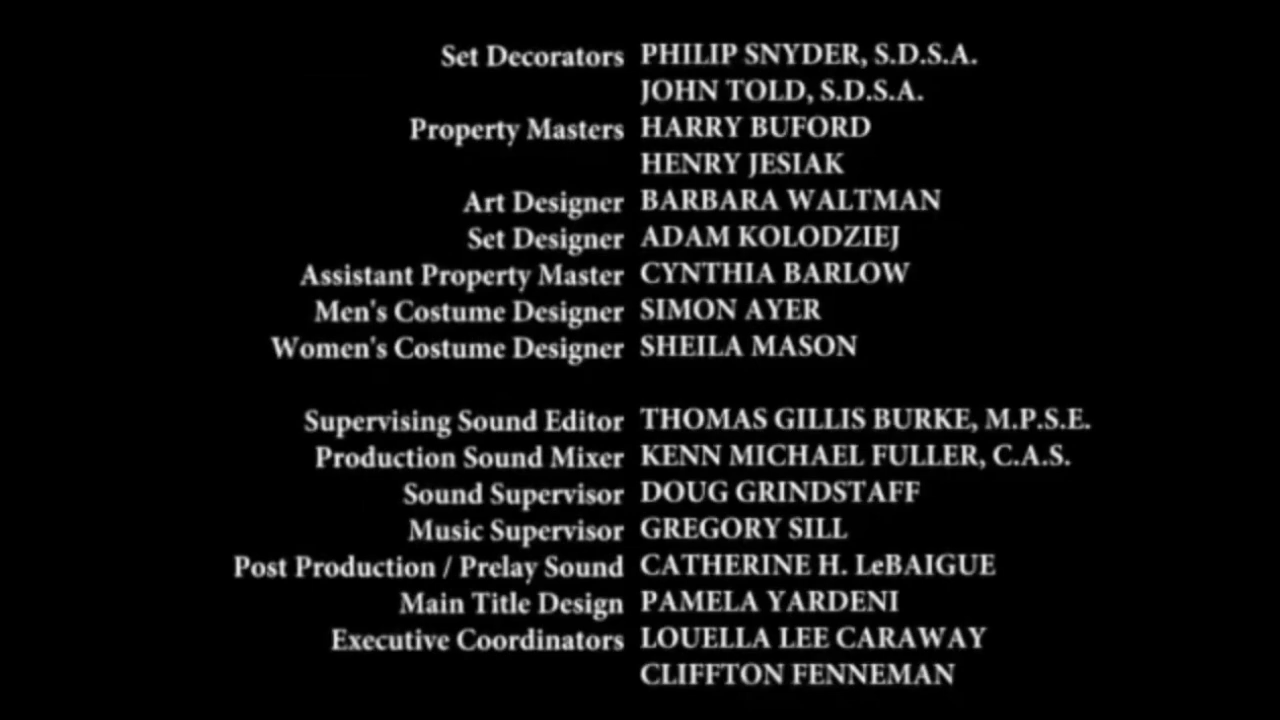 Set Decorators PHILIP SNYDER, S.D.S.A.
JOHN TOLD, S.D.S.A.
Property Masters HARRY BUFORD
HENRY JESIAK
Art Designer BARBARA WALTMAN
Set Designer ADAM KOLODZIEJ
Assistant Property Master CYNTHIA BARLOW
Men's Costume Designer SIMON AYER
Women's Costume Designer SHEILA MASON
Supervising Sound Editor THOMAS GILLIS BURKE, M.P.S.E.
Production Sound Mixer KENN MICHAEL FULLER, C.A.S.
Sound Supervisor DOUG GRINDSTAFF
Music Supervisor GREGORY SILL
Post Production / Prelay Sound CATHERINE H. LeBAIGUE
Main Title Design PAMELA YARDENI
Executive Coordinators LOUELLA LEE CARAWAY
CLIFFTON FENNEMAN